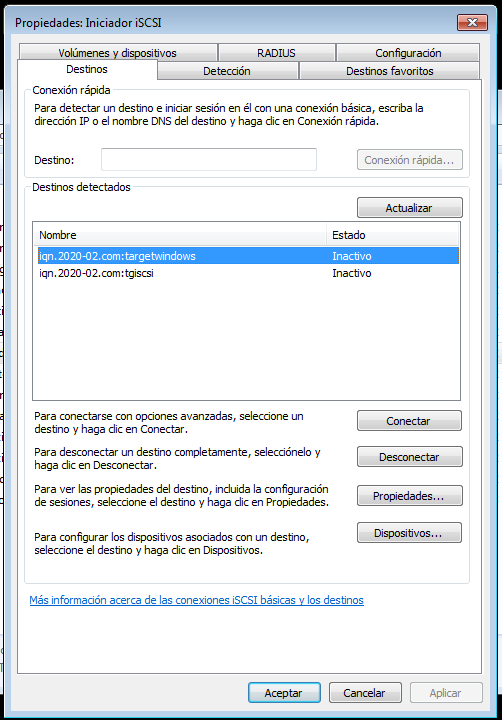 Propiedades: Iniciador iSCSI
Volúmenes y dispositivos
RADIUS
Configuración
Destinos
Detección
Destinos favoritos
Conexión rápida
Para detectar un destino e iniciar sesión en él con una conexión básica, escriba la
dirección IP o el nombre DNS del destino y haga clic en Conexión rápida.
Destino:
Conexión rápida...
Destinos detectados
Actualizar
Nombre
Estado
iqn.2020-02.com:targetwindows
Inactivo
iqn.2020-02.com:tgiscsi
Inactivo
Para conectarse con opciones avanzadas, seleccione un
destino y haga clic en Conectar.
Conectar
Para desconectar un destino completamente, selecciónelo y
haga clic en Desconectar.
Desconectar
Para ver las propiedades del destino, incluida la configuración
de sesiones, seleccione el destino y haga clic en Propiedades.
Propiedades...
Para configurar los dispositivos asociados con un destino,
seleccione el destino y haga clic en Dispositivos.
Dispositivos...
Más información acerca de las conexiones iSCSI básicas y los destinos
Aceptar
Cancelar
Aplicar